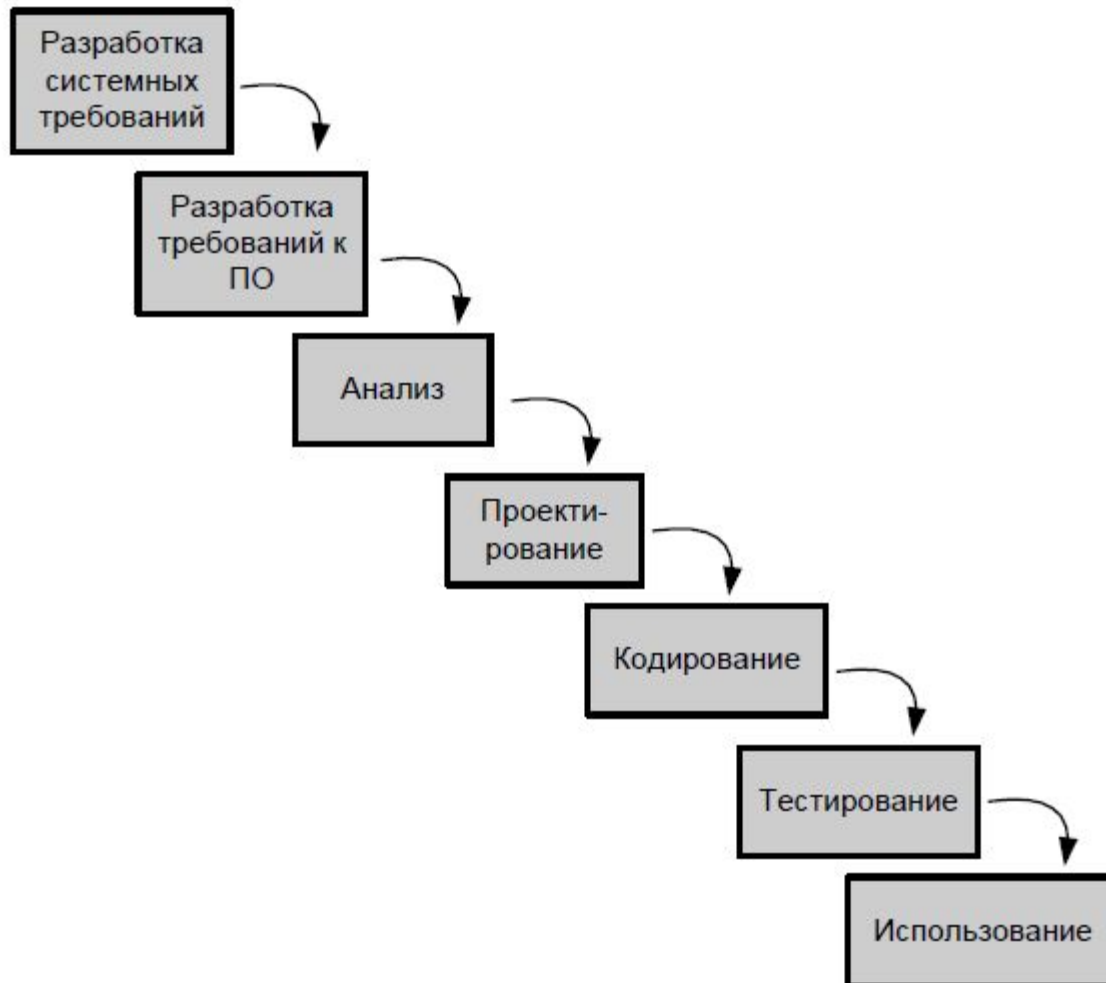 Разработка
системных
требований
Разработка
требований к
ПО
Анализ
Проекти-
рование
Кодирование
Тестирование
Использование